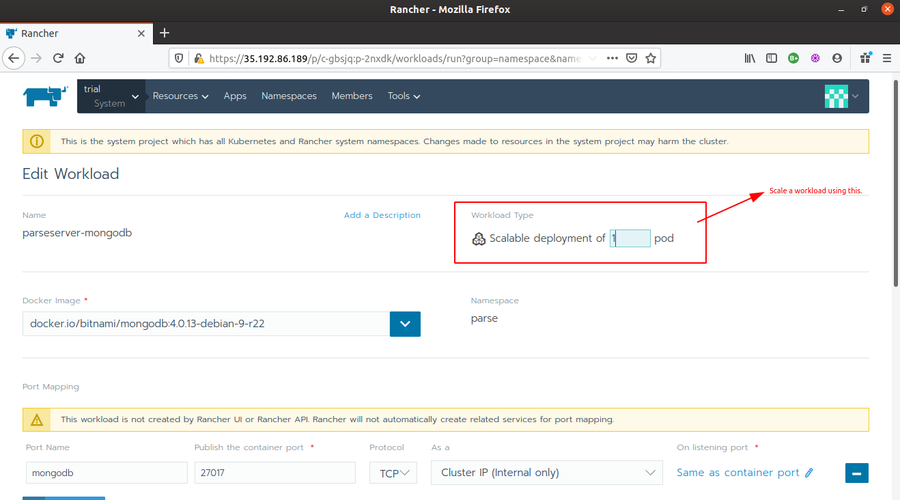 Rancher - Mozilla Firefox
Rancher
https://35.192.86.189/p/c-gbsjq:p-2nxdk/workloads/run?group=namespace&name
trial
System
Resources Apps Namespaces Members Tools
This is the system project which has all Kubernetes and Rancher system namespaces. Changes made to resources in the system project may harm the cluster.
Edit Workload
Scale a workload using this.
Name
Add a Description
Workload Type
parseserver-mongodb
Scalable deployment of 1 pod
Docker Image *
Namespace
docker.io/bitnami/mongodb:4.0.13-debian-9-r22
parse
Port Mapping
This workload is not created by Rancher UI or Rancher API. Rancher will not automatically create related services for port mapping.
Port Name Publish the container port * Protocol As a On listening port *
mongodb 27017 TCP Cluster IP (Internal only) Same as container port